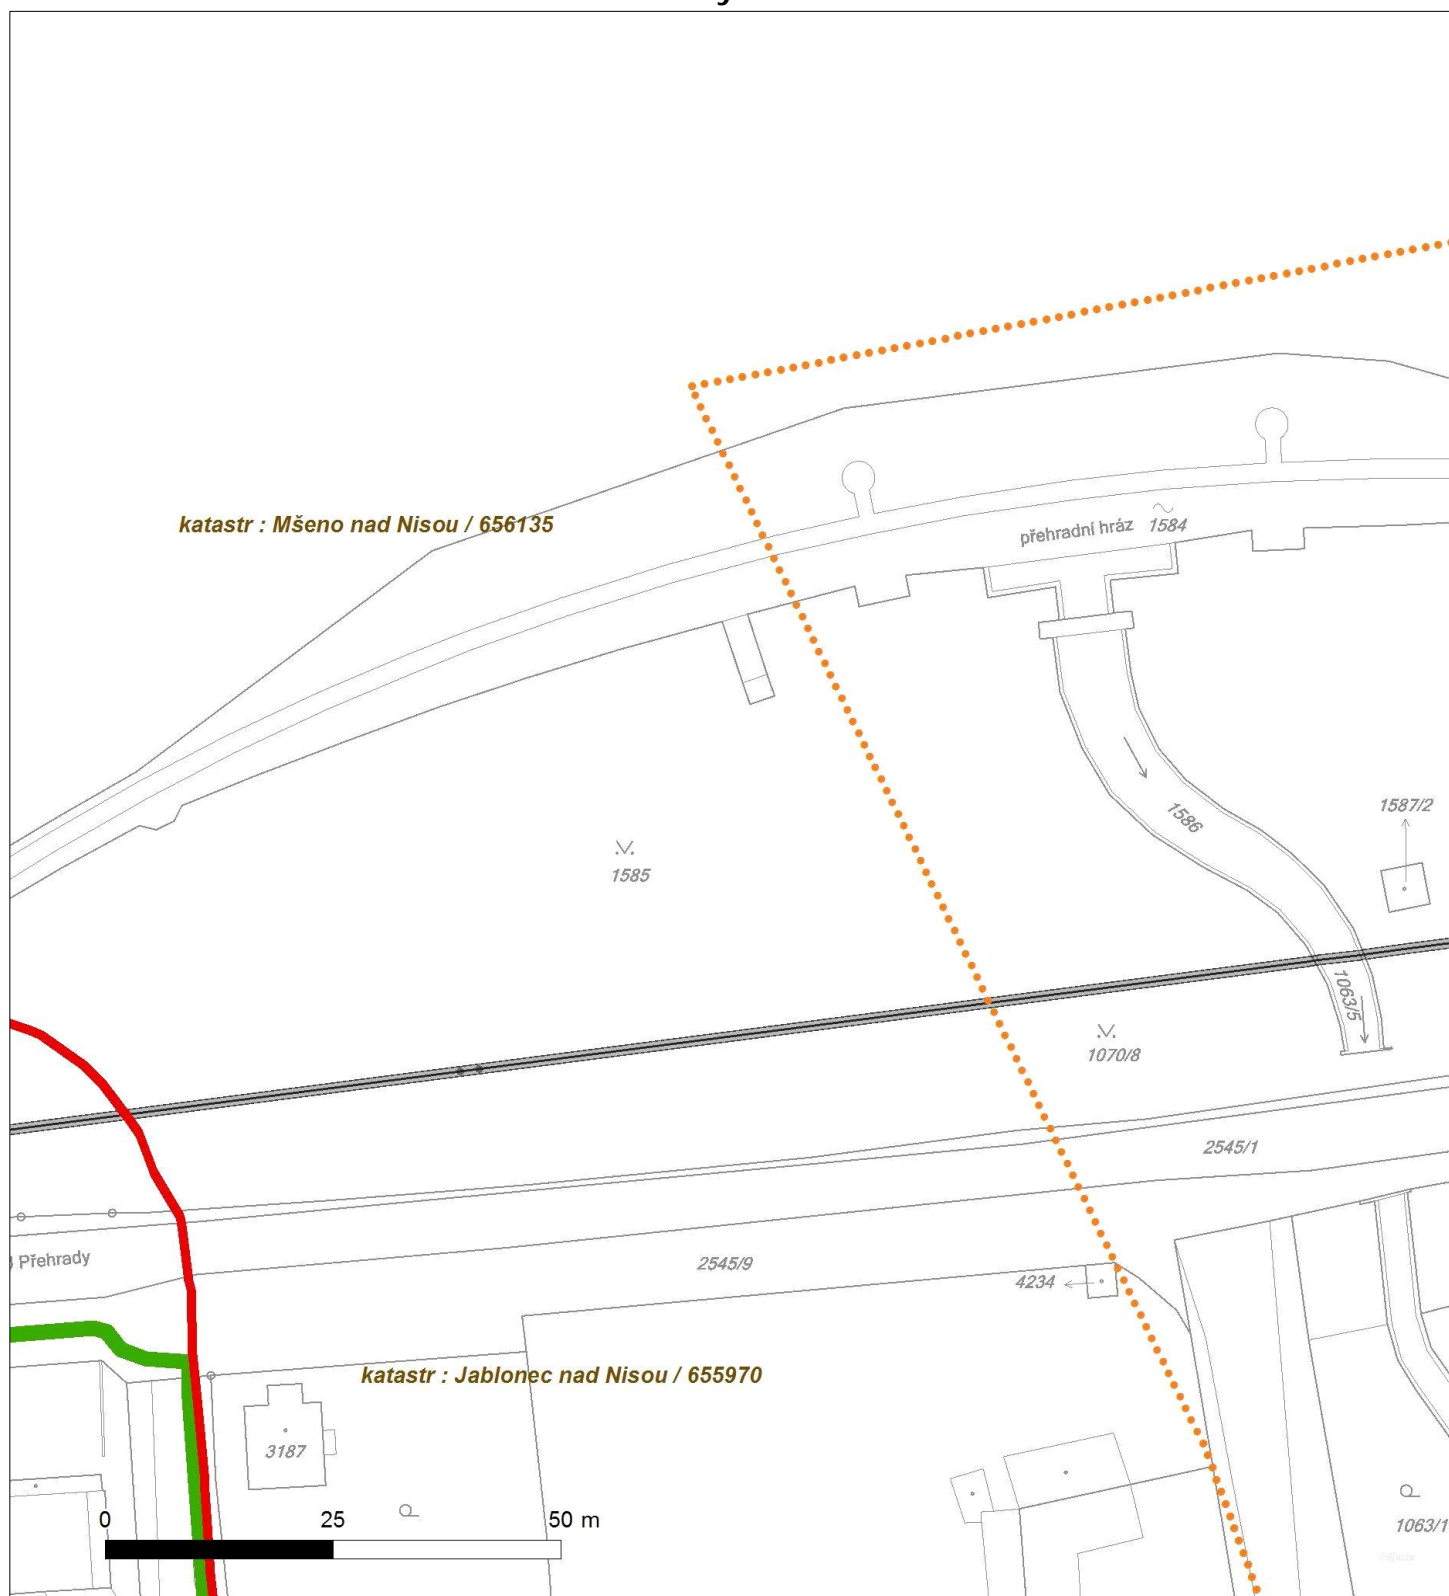 katastr : Mšeno nad Nisou / 656135
přehradní hráz 1584
1586
1587/2
1585
1063/5
1070/8
2545/1
Přehrady
2545/9
4234
katastr : Jablonec nad Nisou / 655970
3187
0 25 50 m
1063/1